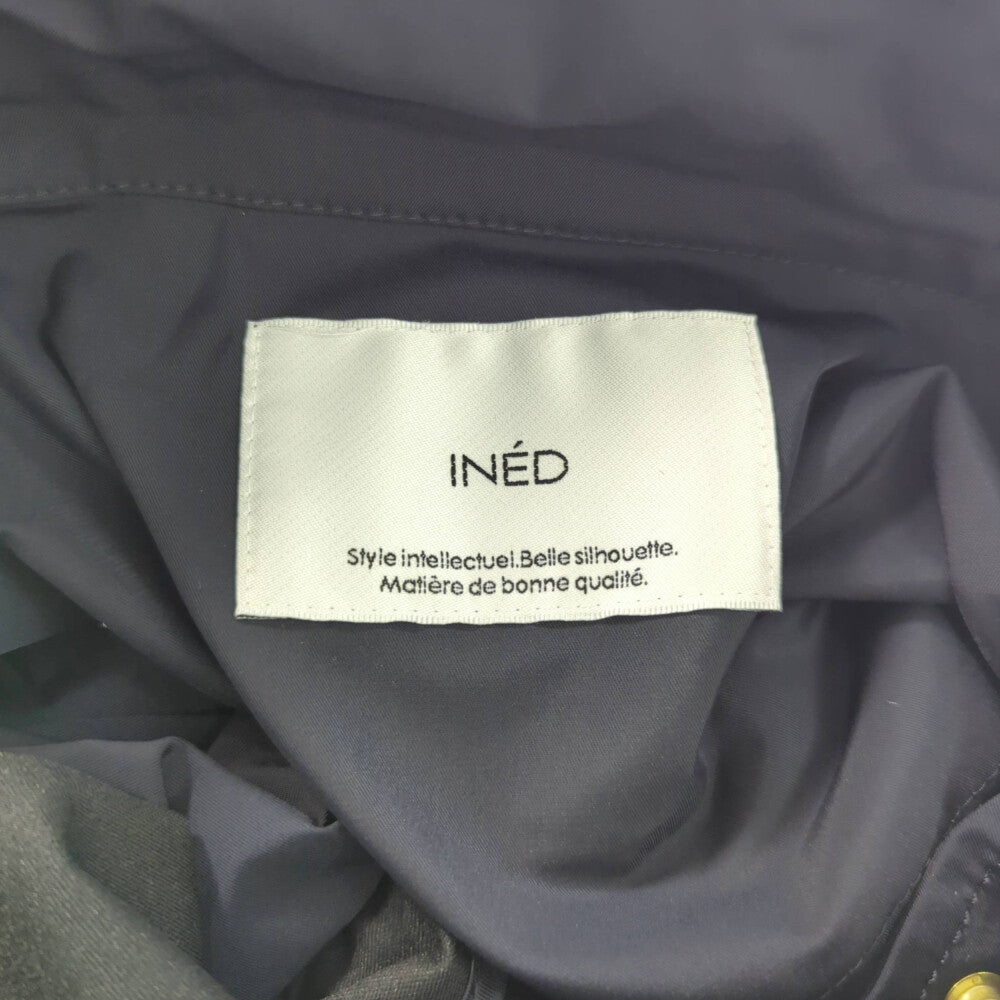 INÉD
Style intellectuel.Belle silhouette.
Matière de bonne qualité.